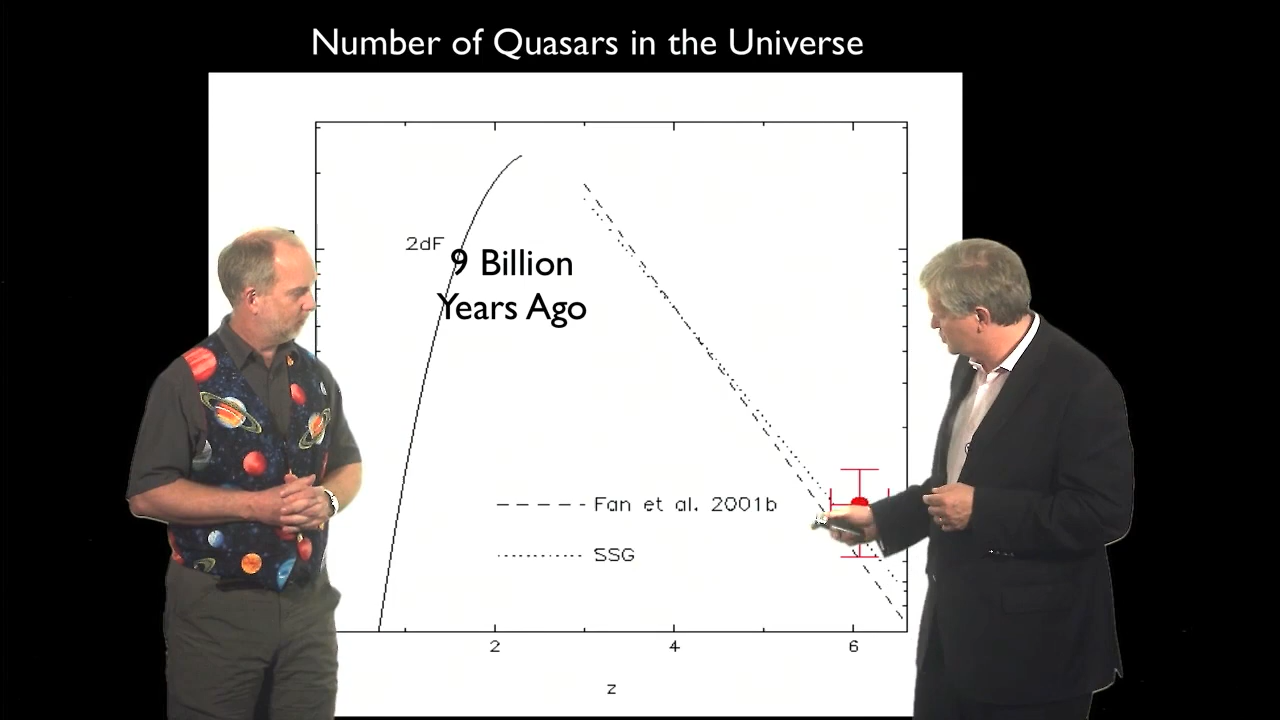 Number of Quasars in the Universe
2dF
9 Billion
Years Ago
Fan et al. 2001b
SSG
2
4
6
z